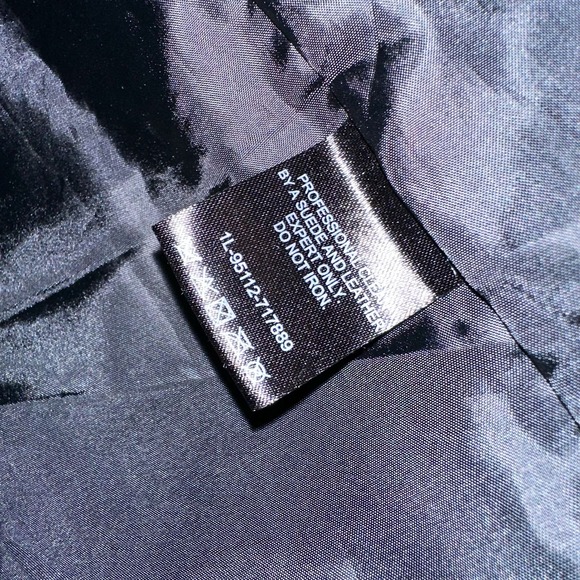 PROFESSIONAL CLEAN
BY A SUEDE AND LEATHER
EXPERT ONLY
DO NOT IRON.
1L-95112-717889